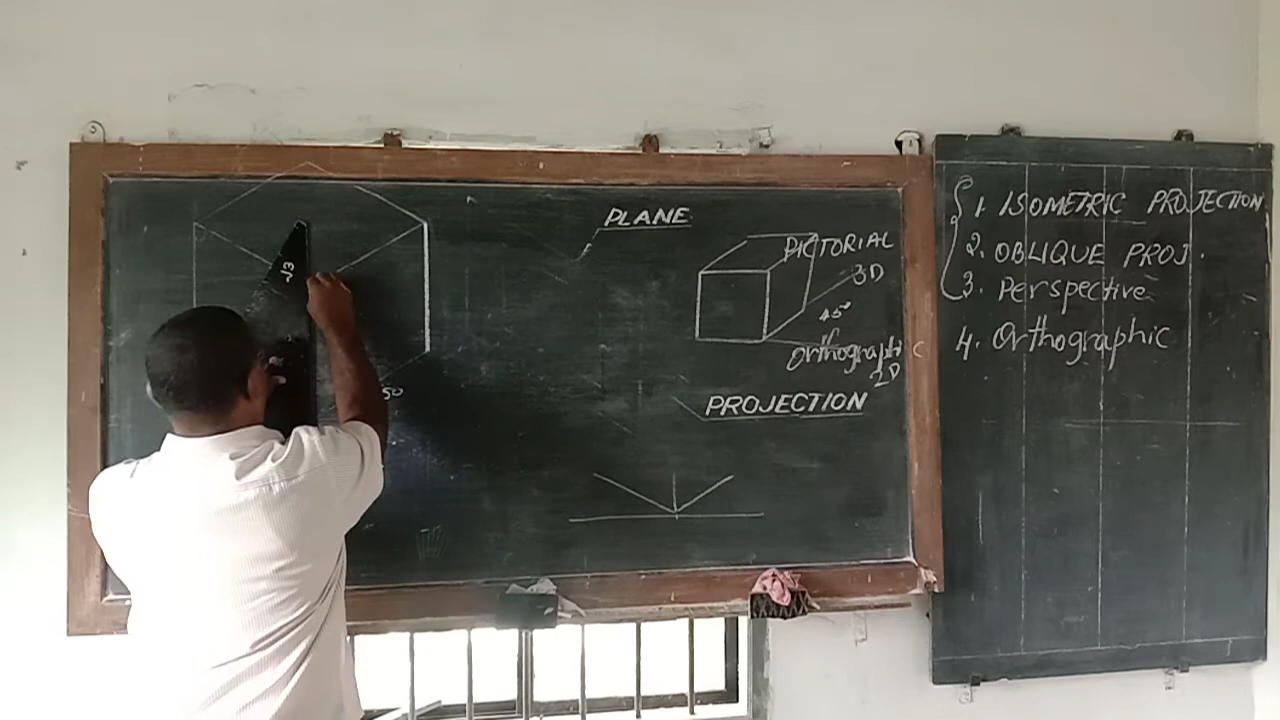 √3
50
PLANE
PICTORIAL
3D
45°
Orthographic
2D
PROJECTION
1. ISOMETRIC PROJECTION
2. OBLIQUE PROJ.
3. Perspective
4. Orthographic